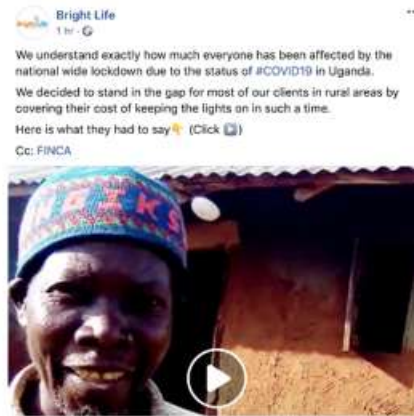 Bright Life
1 hr ·
We understand exactly how much everyone has been affected by the
national wide lockdown due to the status of #COVID19 in Uganda.
We decided to stand in the gap for most of our clients in rural areas by
covering their cost of keeping the lights on in such a time.
Here is what they had to say👇 (Click ▶️)
Cc: FINCA